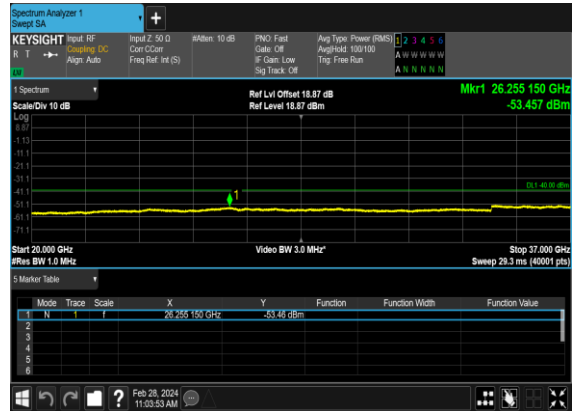 Spectrum Analyzer 1
Swept SA
+
KEYSIGHT Input: RF Input Z: 50 Ω #Atten: 10 dB PNO: Fast Avg Type: Power (RMS) 1 2 3 4 5 6
R T Coupling: DC Corr CCorr Gate: Off Avg|Hold: 100/100 A W W W W W
Align: Auto Freq Ref: Int (S) IF Gain: Low Trig: Free Run
LW Sig Track: Off A N N N N N
1 Spectrum Ref Lvl Offset 18.87 dB Mkr1 26.255 150 GHz
Scale/Div 10 dB Ref Level 18.87 dBm -53.457 dBm
Log
8.87
-1.13
-11.1
-21.1
-31.1
DL1 -40.00 dBm
-41.1
1
-51.1
-61.1
-71.1
Start 20.000 GHz Video BW 3.0 MHz* Stop 37.000 GHz
#Res BW 1.0 MHz Sweep 29.3 ms (40001 pts)
5 Marker Table
Mode Trace Scale X Y Function Function Width Function Value
1 N 1 f 26.255 150 GHz -53.46 dBm
2
3
4
5
6
? Feb 28, 2024
11:03:53 AM